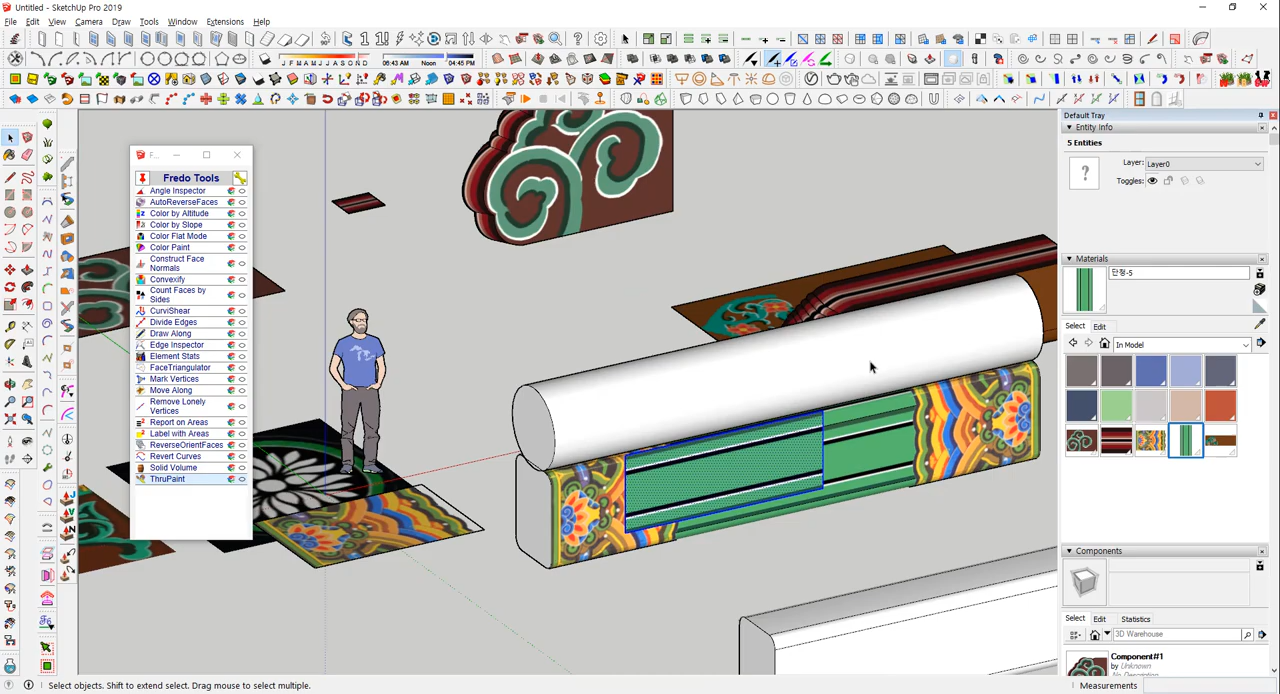 Untitled - SketchUp Pro 2019
File Edit View Camera Draw Tools Window Extensions Help
J F M A M J J A S O N D
06:43 AM Noon 04:45 PM
F...
Fredo Tools
Angle Inspector
AutoReverseFaces
Color by Altitude
Color by Slope
Color Flat Mode
Color Paint
Construct Face
Normals
Convexify
Count Faces by
Sides
CurviShear
Divide Edges
Draw Along
Edge Inspector
Element Stats
FaceTriangulator
Mark Vertices
Move Along
Remove Lonely
Vertices
Report on Areas
Label with Areas
ReverseOrientFaces
Revert Curves
Solid Volume
ThruPaint
Default Tray
Entity Info
5 Entities
Layer: Layer0
Toggles:
Materials
단청-5
Select Edit
In Model
Components
Select Edit Statistics
3D Warehouse
Component#1
by Unknown
No Description
Select objects. Shift to extend select. Drag mouse to select multiple.
Measurements